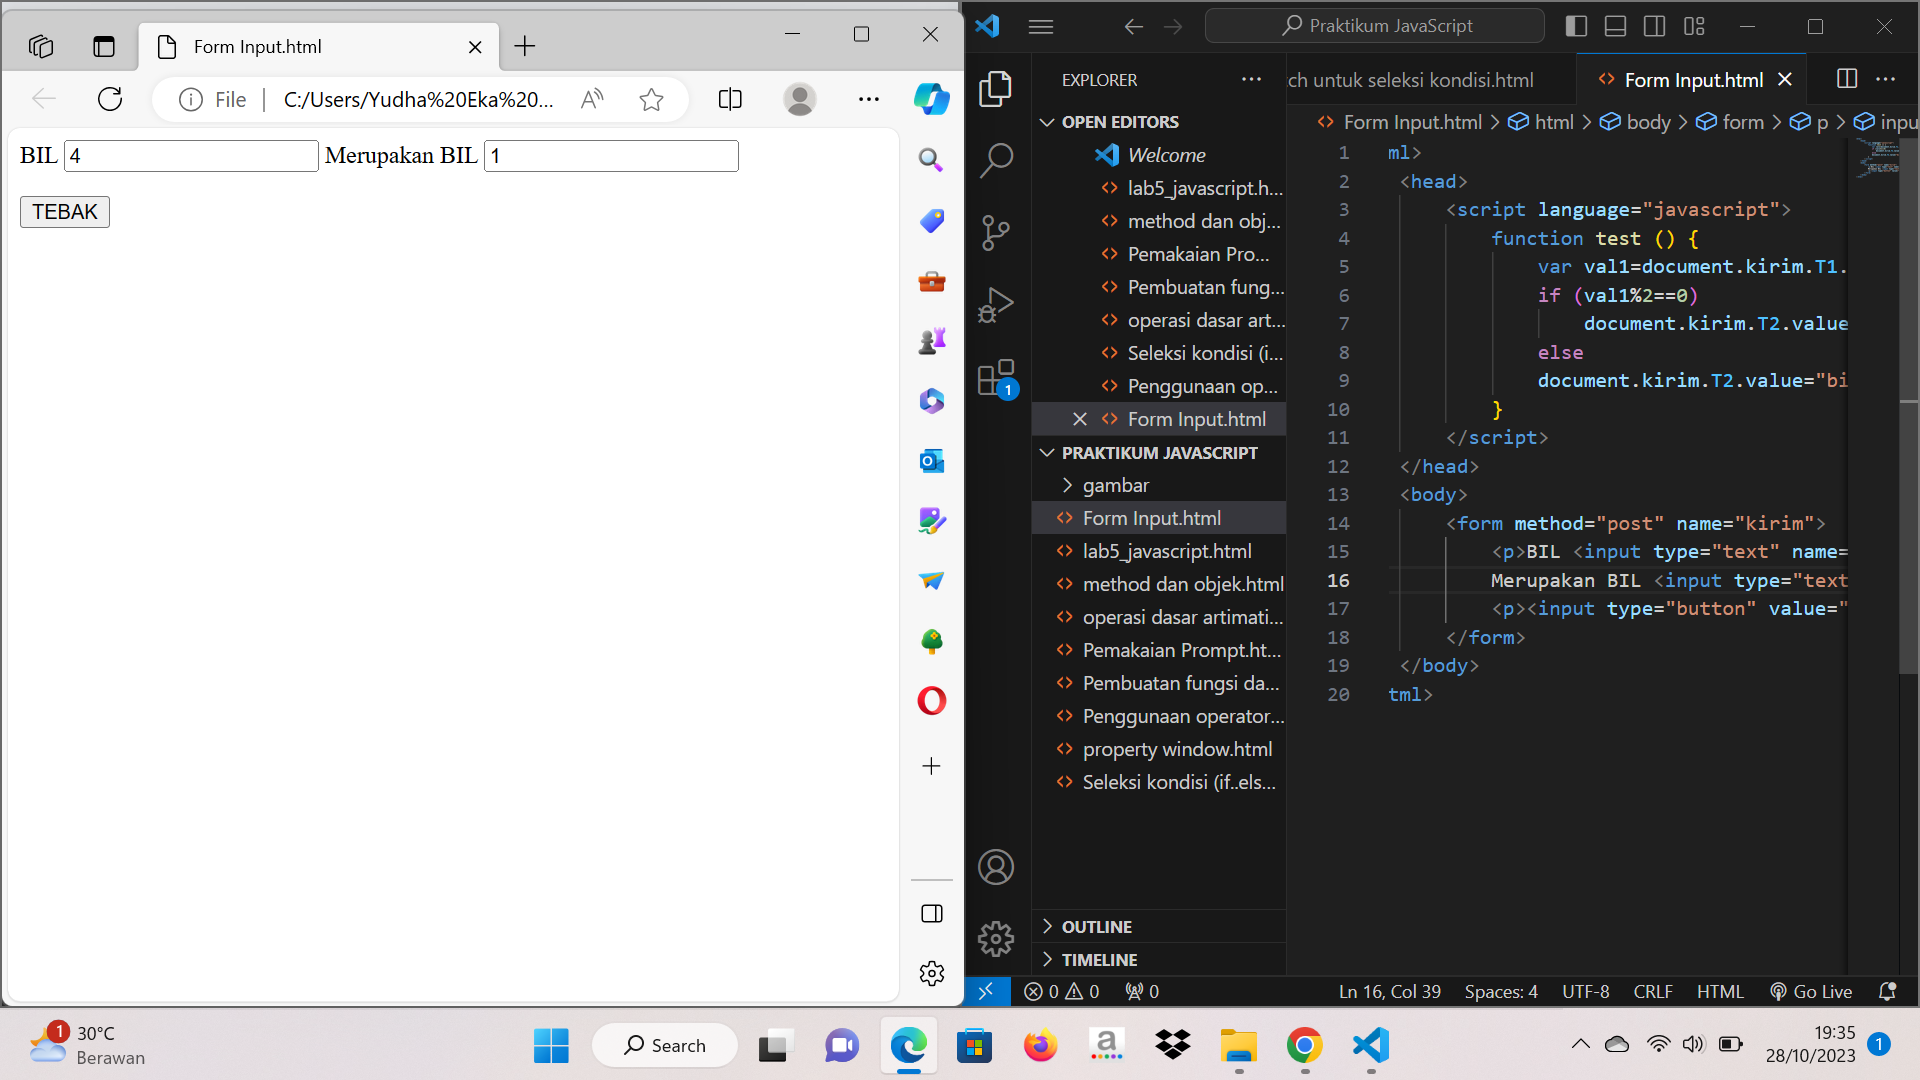 Form Input.html
File
C:/Users/Yudha%20Eka%20...
BIL 4 Merupakan BIL 1
TEBAK
Praktikum JavaScript
EXPLORER
OPEN EDITORS
Welcome
lab5_javascript.h...
method dan obj...
Pemakaian Pro...
Pembuatan fung...
operasi dasar art...
Seleksi kondisi (i...
Penggunaan op...
Form Input.html
PRAKTIKUM JAVASCRIPT
gambar
Form Input.html
lab5_javascript.html
method dan objek.html
operasi dasar artimati...
Pemakaian Prompt.ht...
Pembuatan fungsi da...
Penggunaan operator...
property window.html
Seleksi kondisi (if..els...
OUTLINE
TIMELINE
1
ch untuk seleksi kondisi.html
Form Input.html
Form Input.html > html > body > form > p > inpu
1 ml>
2 <head>
3 <script language="javascript">
4 function test () {
5 var val1=document.kirim.T1.
6 if (val1%2==0)
7 document.kirim.T2.value
8 else
9 document.kirim.T2.value="bi
10 }
11 </script>
12 </head>
13 <body>
14 <form method="post" name="kirim">
15 <p>BIL <input type="text" name=
16 Merupakan BIL <input type="text
17 <p><input type="button" value="
18 </form>
19 </body>
20 tml>
0 0 0 Ln 16, Col 39 Spaces: 4 UTF-8 CRLF HTML Go Live
1
30°C
Berawan
Search
a
19:35
28/10/2023
1